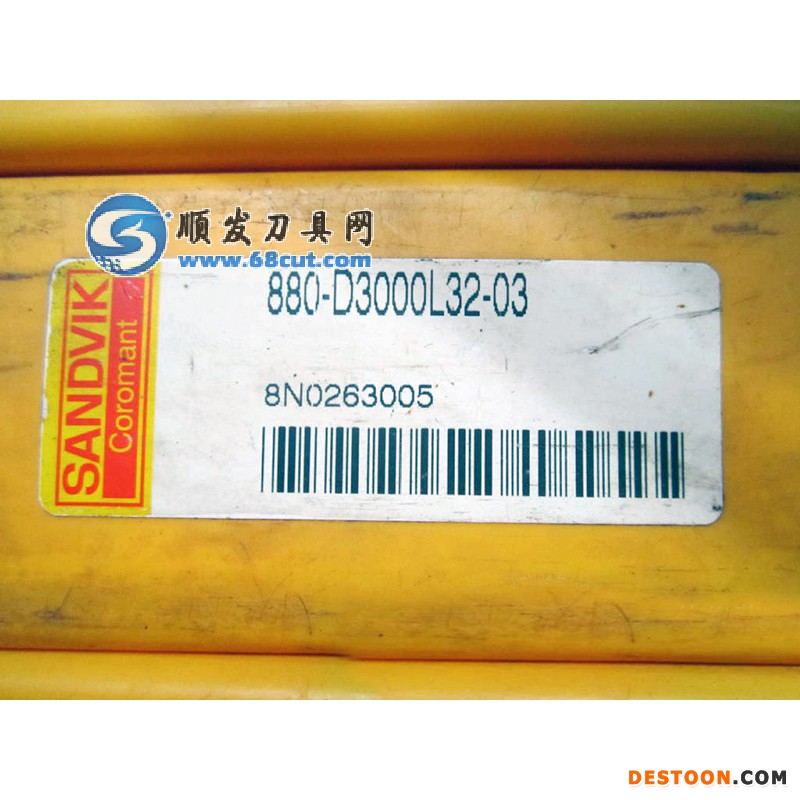 顺发刀具网
www.68cut.com
880-D3000L32-03
SANDVIK
Coromant
8N0263005
DESTOON.COM